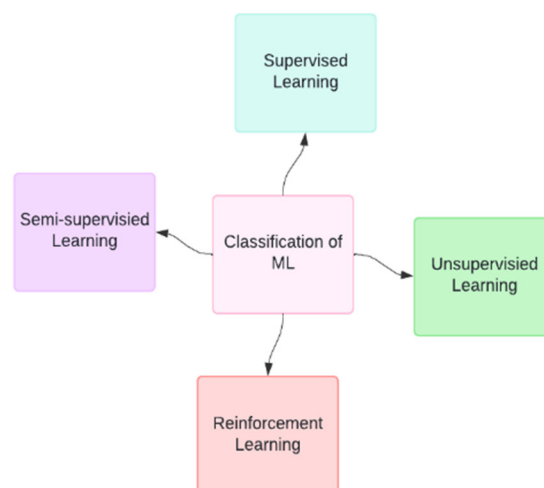 Supervised
Learning
Semi-supervisied
Learning
Classification of
ML
Unsupervisied
Learning
Reinforcement
Learning